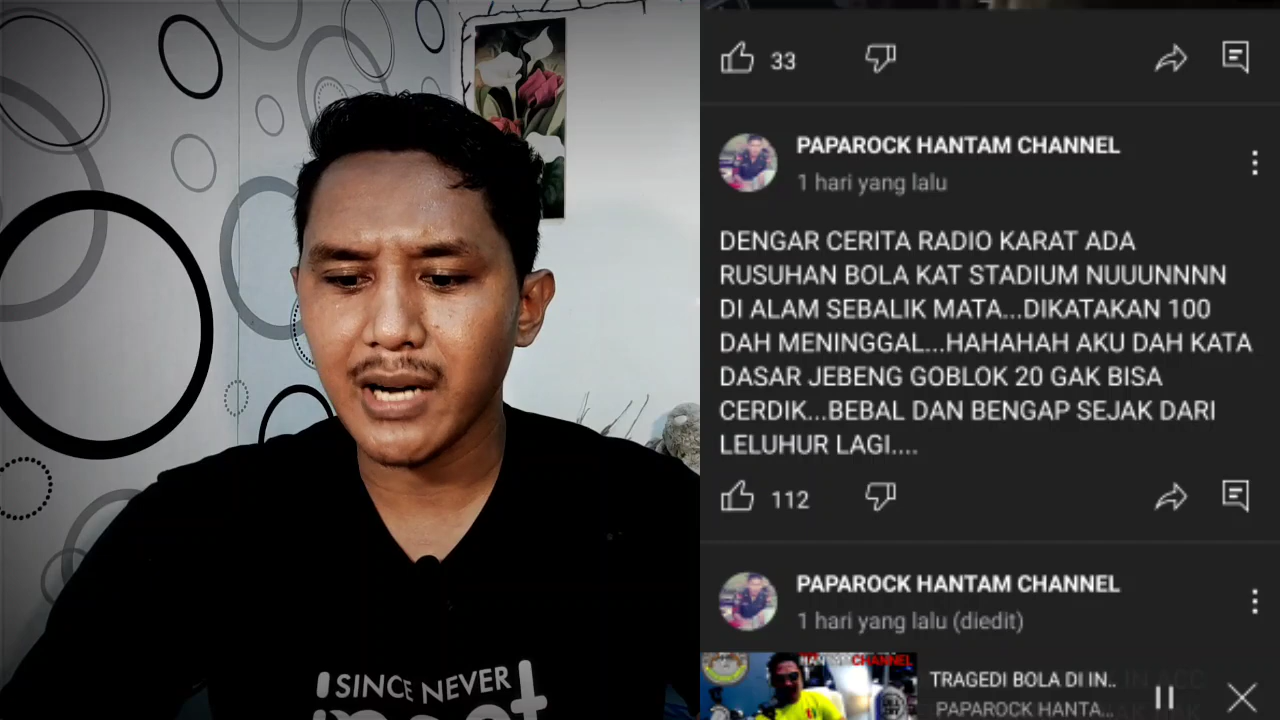 33
PAPAROCK HANTAM CHANNEL
1 hari yang lalu
DENGAR CERITA RADIO KARAT ADA
RUSUHAN BOLA KAT STADIUM NUUUNNNN
DI ALAM SEBALIK MATA...DIKATAKAN 100
DAH MENINGGAL...HAHAHAH AKU DAH KATA
DASAR JEBENG GOBLOK 20 GAK BISA
CERDIK...BEBAL DAN BENGAP SEJAK DARI
LELUHUR LAGI....
112
PAPAROCK HANTAM CHANNEL
1 hari yang lalu (diedit)
HANTAM CHANNEL
TRAGEDI BOLA DI IN..
PAPAROCK HANTA...
SINCE NEVER